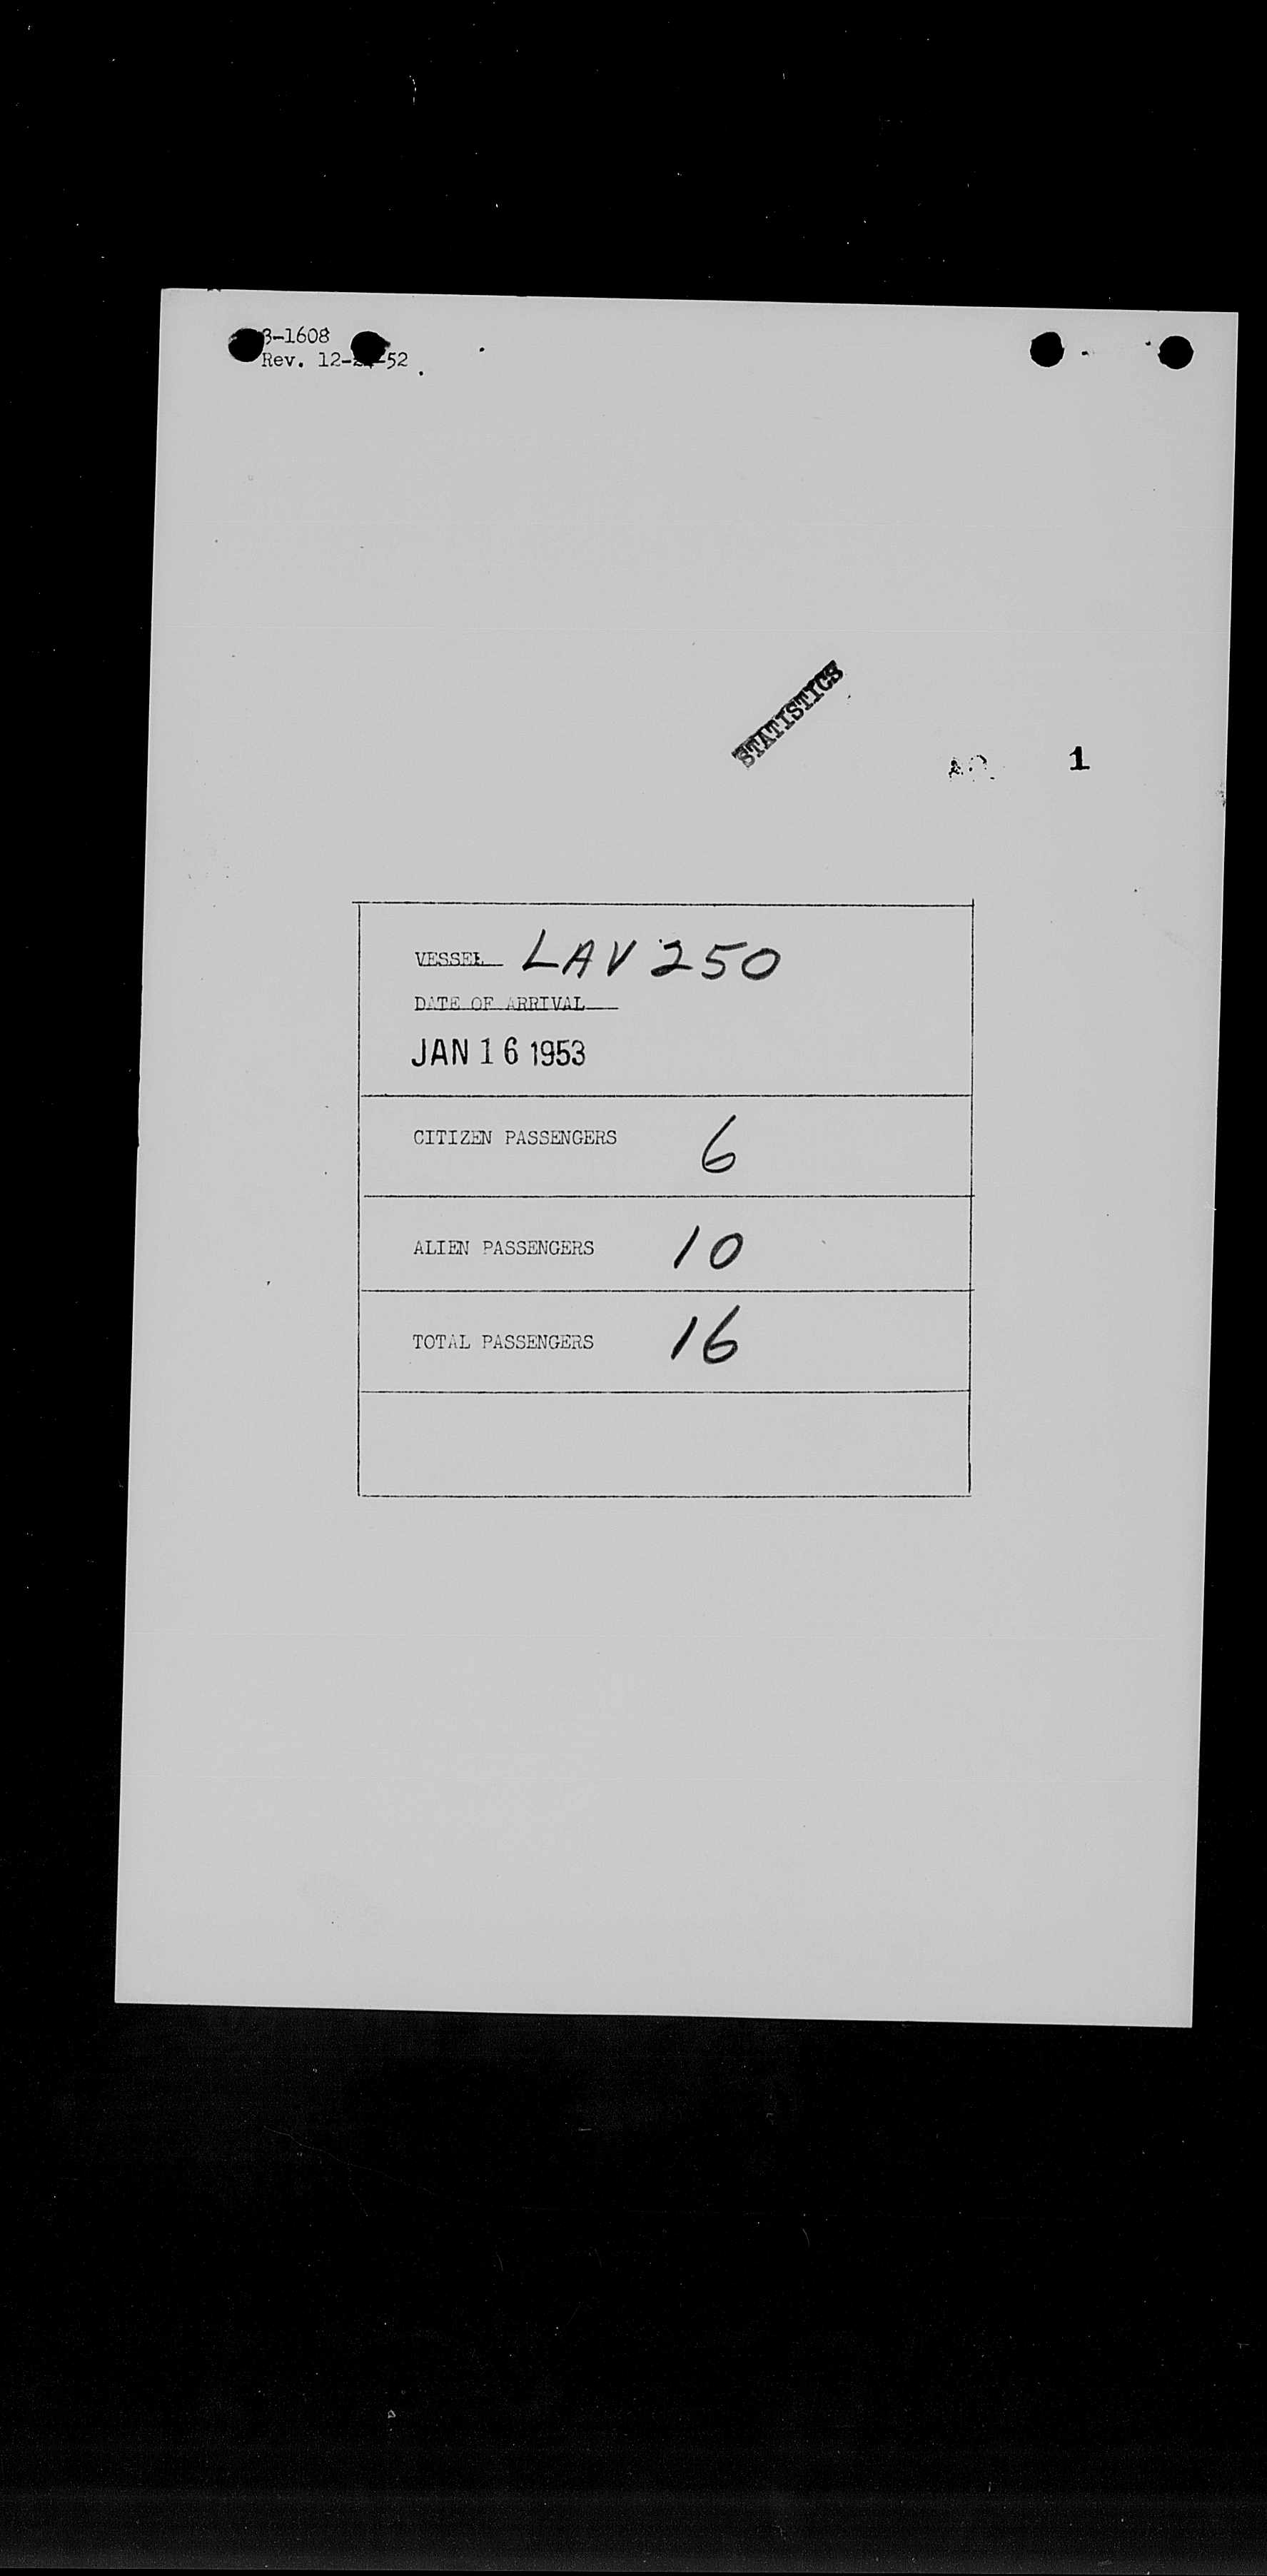 3-1608
Rev. 12-24-52
STATISTICS
1
VESSEL LAV 250
DATE OF ARRIVAL
JAN 16 1953
CITIZEN PASSENGERS 6
ALIEN PASSENGERS 10
TOTAL PASSENGERS 16